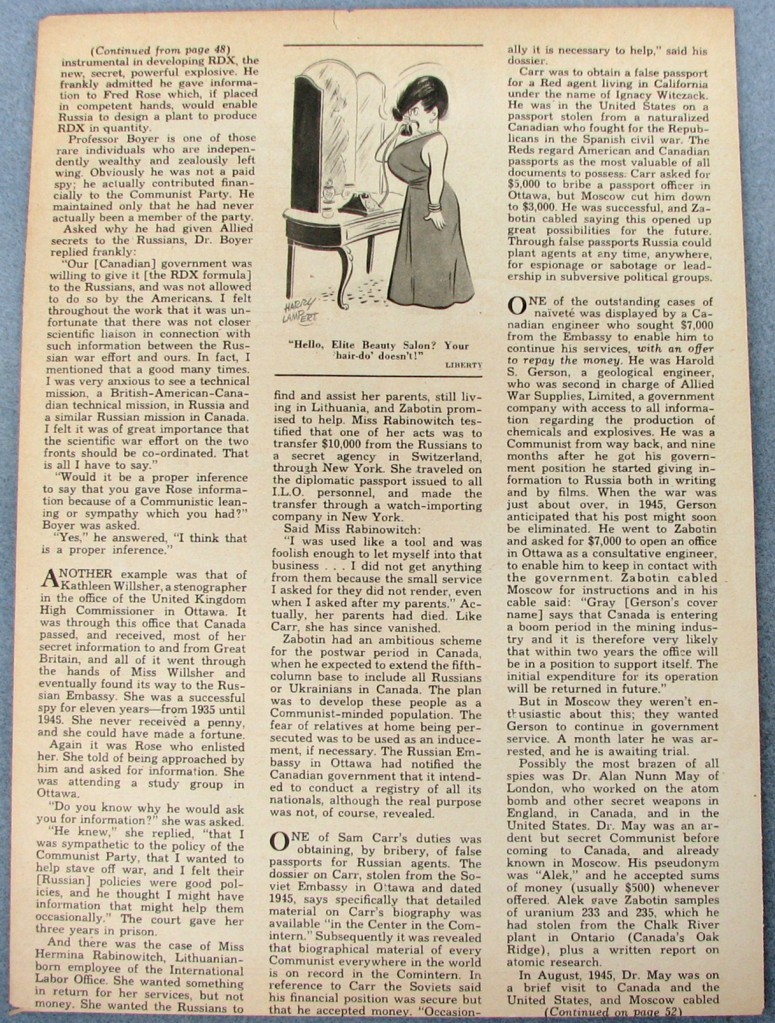 (Continued from page 48)
instrumental in developing RDX, the
new, secret, powerful explosive. He
frankly admitted he gave informa-
tion to Fred Rose which, if placed
in competent hands, would enable
Russia to design a plant to produce
RDX in quantity.
Professor Boyer is one of those
rare individuals who are indepen-
dently wealthy and zealously left
wing. Obviously he was not a paid
spy; he actually contributed finan-
cially to the Communist Party. He
maintained only that he had never
actually been a member of the party.
Asked why he had given Allied
secrets to the Russians, Dr. Boyer
replied frankly:
"Our [Canadian] government was
willing to give it [the RDX formula]
to the Russians, and was not allowed
to do so by the Americans. I felt
throughout the work that it was un-
fortunate that there was not closer
scientific liaison in connection with
such information between the Rus-
sian war effort and ours. In fact, I
mentioned that a good many times.
I was very anxious to see a technical
mission, a British-American-Cana-
dian technical mission, in Russia and
a similar Russian mission in Canada.
I felt it was of great importance that
the scientific war effort on the two
fronts should be co-ordinated. That
is all I have to say."
"Would it be a proper inference
to say that you gave Rose informa-
tion because of a Communistic lean-
ing or sympathy which you had?"
Boyer was asked.
"Yes," he answered, "I think that
is a proper inference."
ANOTHER example was that of
Kathleen Willsher, a stenographer
in the office of the United Kingdom
High Commissioner in Ottawa. It
was through this office that Canada
passed, and received, most of her
secret information to and from Great
Britain, and all of it went through
the hands of Miss Willsher and
eventually found its way to the Rus-
sian Embassy. She was a successful
spy for eleven years—from 1935 until
1945. She never received a penny,
and she could have made a fortune.
Again it was Rose who enlisted
her. She told of being approached by
him and asked for information. She
was attending a study group in
Ottawa.
"Do you know why he would ask
you for information?" she was asked.
"He knew," she replied, "that I
was sympathetic to the policy of the
Communist Party, that I wanted to
help stave off war, and I felt their
[Russian] policies were good pol-
icies, and he thought I might have
information that might help them
occasionally." The court gave her
three years in prison.
And there was the case of Miss
Hermina Rabinowitch, Lithuanian-
born employee of the International
Labor Office. She wanted something
in return for her services, but not
money. She wanted the Russians to
HARRY
LAMPERT
"Hello, Elite Beauty Salon? Your
'hair-do' doesn't!"
LIBERTY
find and assist her parents, still liv-
ing in Lithuania, and Zabotin prom-
ised to help. Miss Rabinowitch tes-
tified that one of her acts was to
transfer $10,000 from the Russians to
a secret agency in Switzerland,
through New York. She traveled on
the diplomatic passport issued to all
I.L.O. personnel, and made the
transfer through a watch-importing
company in New York.
Said Miss Rabinowitch:
"I was used like a tool and was
foolish enough to let myself into that
business . . . I did not get anything
from them because the small service
I asked for they did not render, even
when I asked after my parents." Ac-
tually, her parents had died. Like
Carr, she has since vanished.
Zabotin had an ambitious scheme
for the postwar period in Canada,
when he expected to extend the fifth-
column base to include all Russians
or Ukrainians in Canada. The plan
was to develop these people as a
Communist-minded population. The
fear of relatives at home being per-
secuted was to be used as an induce-
ment, if necessary. The Russian Em-
bassy in Ottawa had notified the
Canadian government that it intend-
ed to conduct a registry of all its
nationals, although the real purpose
was not, of course, revealed.
ONE of Sam Carr's duties was
obtaining, by bribery, of false
passports for Russian agents. The
dossier on Carr, stolen from the So-
viet Embassy in Ottawa and dated
1945, says specifically that detailed
material on Carr's biography was
available "in the Center in the Com-
intern." Subsequently it was revealed
that biographical material of every
Communist everywhere in the world
is on record in the Comintern. In
reference to Carr the Soviets said
his financial position was secure but
that he accepted money. "Occasion-
ally it is necessary to help," said his
dossier.
Carr was to obtain a false passport
for a Red agent living in California
under the name of Ignacy Witczack.
He was in the United States on a
passport stolen from a naturalized
Canadian who fought for the Repub-
licans in the Spanish civil war. The
Reds regard American and Canadian
passports as the most valuable of all
documents to possess. Carr asked for
$5,000 to bribe a passport officer in
Ottawa, but Moscow cut him down
to $3,000. He was successful, and Za-
botin cabled saying this opened up
great possibilities for the future.
Through false passports Russia could
plant agents at any time, anywhere,
for espionage or sabotage or lead-
ership in subversive political groups.
ONE of the outstanding cases of
naïveté was displayed by a Ca-
nadian engineer who sought $7,000
from the Embassy to enable him to
continue his services, with an offer
to repay the money. He was Harold
S. Gerson, a geological engineer,
who was second in charge of Allied
War Supplies, Limited, a government
company with access to all informa-
tion regarding the production of
chemicals and explosives. He was a
Communist from way back, and nine
months after he got his govern-
ment position he started giving in-
formation to Russia both in writing
and by films. When the war was
just about over, in 1945, Gerson
anticipated that his post might soon
be eliminated. He went to Zabotin
and asked for $7,000 to open an office
in Ottawa as a consultative engineer,
to enable him to keep in contact with
the government. Zabotin cabled
Moscow for instructions and in his
cable said: "Gray [Gerson's cover
name] says that Canada is entering
a boom period in the mining indus-
try and it is therefore very likely
that within two years the office will
be in a position to support itself. The
initial expenditure for its operation
will be returned in future."
But in Moscow they weren't en-
thusiastic about this; they wanted
Gerson to continue in government
service. A month later he was ar-
rested, and he is awaiting trial.
Possibly the most brazen of all
spies was Dr. Alan Nunn May of
London, who worked on the atom
bomb and other secret weapons in
England, in Canada, and in the
United States. Dr. May was an ar-
dent but secret Communist before
coming to Canada, and already
known in Moscow. His pseudonym
was "Alek," and he accepted sums
of money (usually $500) whenever
offered. Alek gave Zabotin samples
of uranium 233 and 235, which he
had stolen from the Chalk River
plant in Ontario (Canada's Oak
Ridge), plus a written report on
atomic research.
In August, 1945, Dr. May was on
a brief visit to Canada and the
United States, and Moscow cabled
(Continued on page 52)